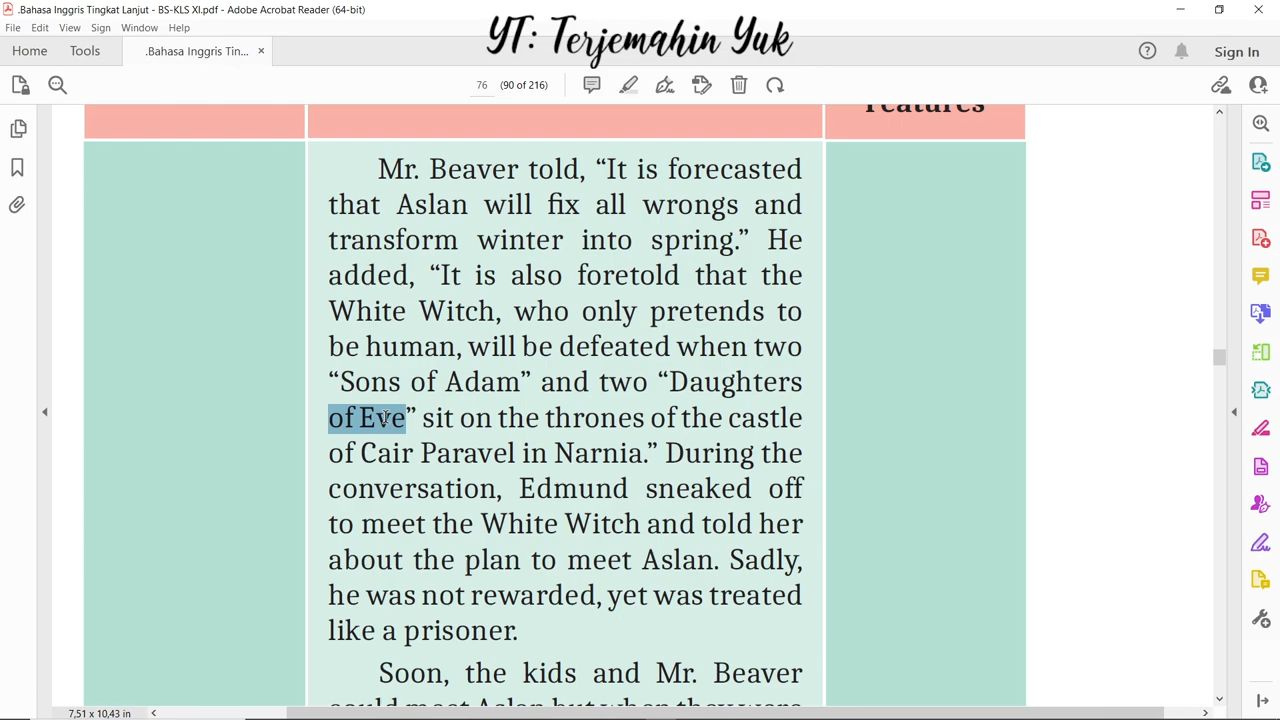 .Bahasa Inggris Tingkat Lanjut - BS-KLS XI.pdf - Adobe Acrobat Reader (64-bit)
File Edit View Sign Window Help
YT: Terjemahin Yuk
Home Tools .Bahasa Inggris Tin... × Sign In
76 (90 of 216)
Features
Mr. Beaver told, “It is forecasted
that Aslan will fix all wrongs and
transform winter into spring.” He
added, “It is also foretold that the
White Witch, who only pretends to
be human, will be defeated when two
“Sons of Adam” and two “Daughters
of Eve” sit on the thrones of the castle
of Cair Paravel in Narnia.” During the
conversation, Edmund sneaked off
to meet the White Witch and told her
about the plan to meet Aslan. Sadly,
he was not rewarded, yet was treated
like a prisoner.
Soon, the kids and Mr. Beaver
could meet Aslan but when they were
7,51 x 10,43 in